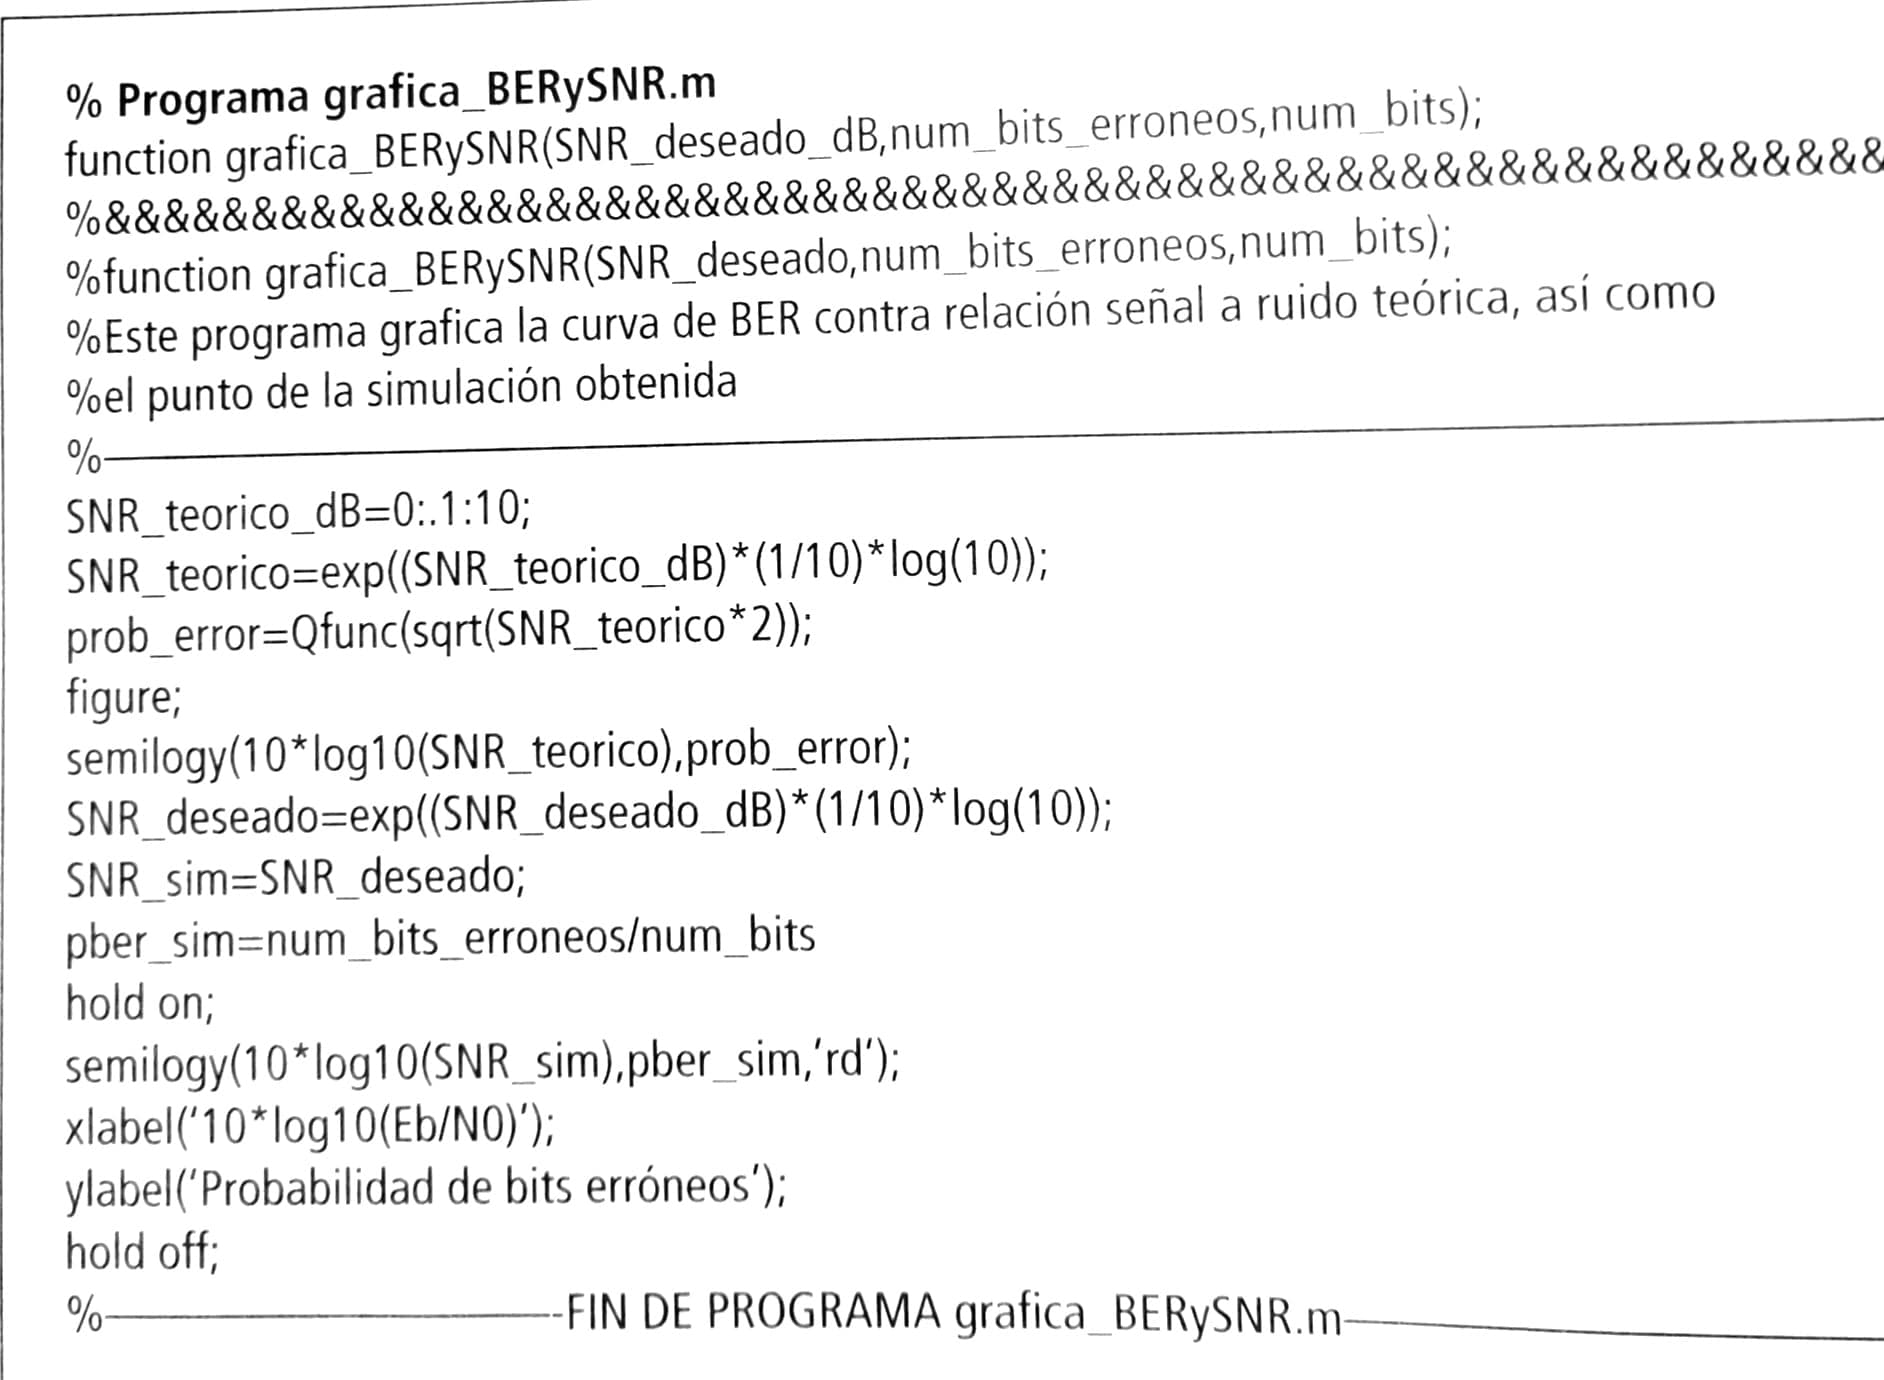 % Programa grafica_BERySNR.m
function grafica_BERySNR(SNR_deseado_dB,num_bits_erroneos,num_bits);
%&&&&&&&&&&&&&&&&&&&&&&&&&&&&&&&&&&&&&&&&&&&&&&&&&&&&&&&&&
%function grafica_BERySNR(SNR_deseado,num_bits_erroneos,num_bits);
%Este programa grafica la curva de BER contra relación señal a ruido teórica, así como
%el punto de la simulación obtenida
%————————————————————————————
SNR_teorico_dB=0:.1:10;
SNR_teorico=exp((SNR_teorico_dB)*(1/10)*log(10));
prob_error=Qfunc(sqrt(SNR_teorico*2));
figure;
semilogy(10*log10(SNR_teorico),prob_error);
SNR_deseado=exp((SNR_deseado_dB)*(1/10)*log(10));
SNR_sim=SNR_deseado;
pber_sim=num_bits_erroneos/num_bits
hold on;
semilogy(10*log10(SNR_sim),pber_sim,'rd');
xlabel('10*log10(Eb/N0)');
ylabel('Probabilidad de bits erróneos');
hold off;
%——————————-FIN DE PROGRAMA grafica_BERySNR.m————————————